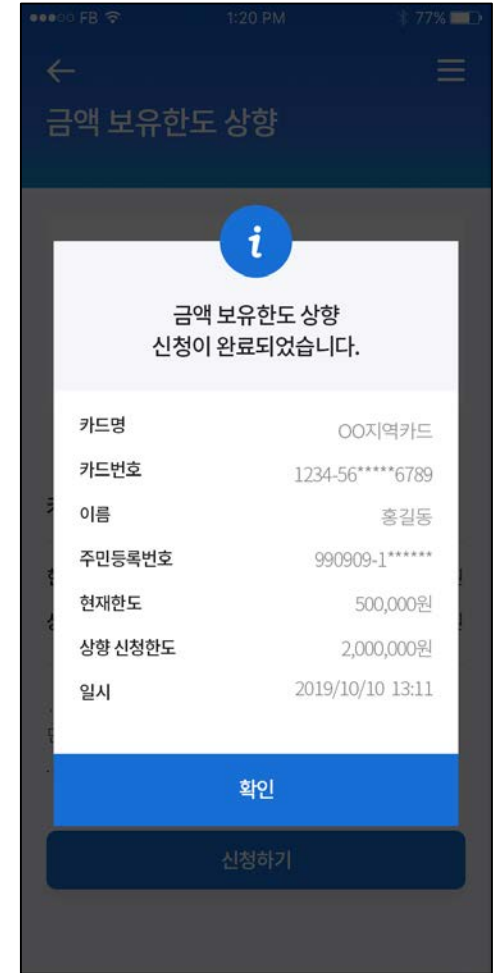 FB 1:20 PM 77%
금액 보유한도 상향
i
금액 보유한도 상향
신청이 완료되었습니다.
카드명 OO지역카드
카드번호 1234-56*****6789
이름 홍길동
주민등록번호 990909-1******
현재한도 500,000원
상향 신청한도 2,000,000원
일시 2019/10/10 13:11
확인
신청하기